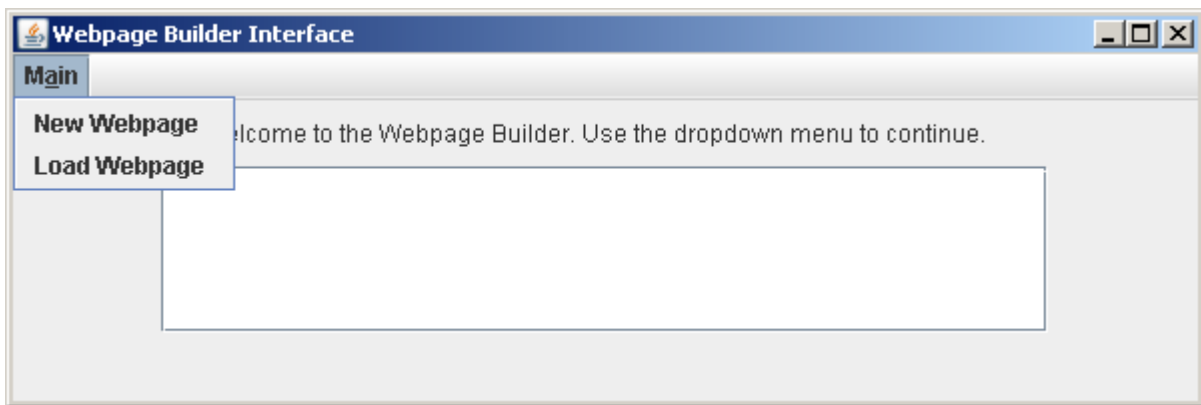 Webpage Builder Interface
Main
New Webpage
elcome to the Webpage Builder. Use the dropdown menu to continue.
Load Webpage